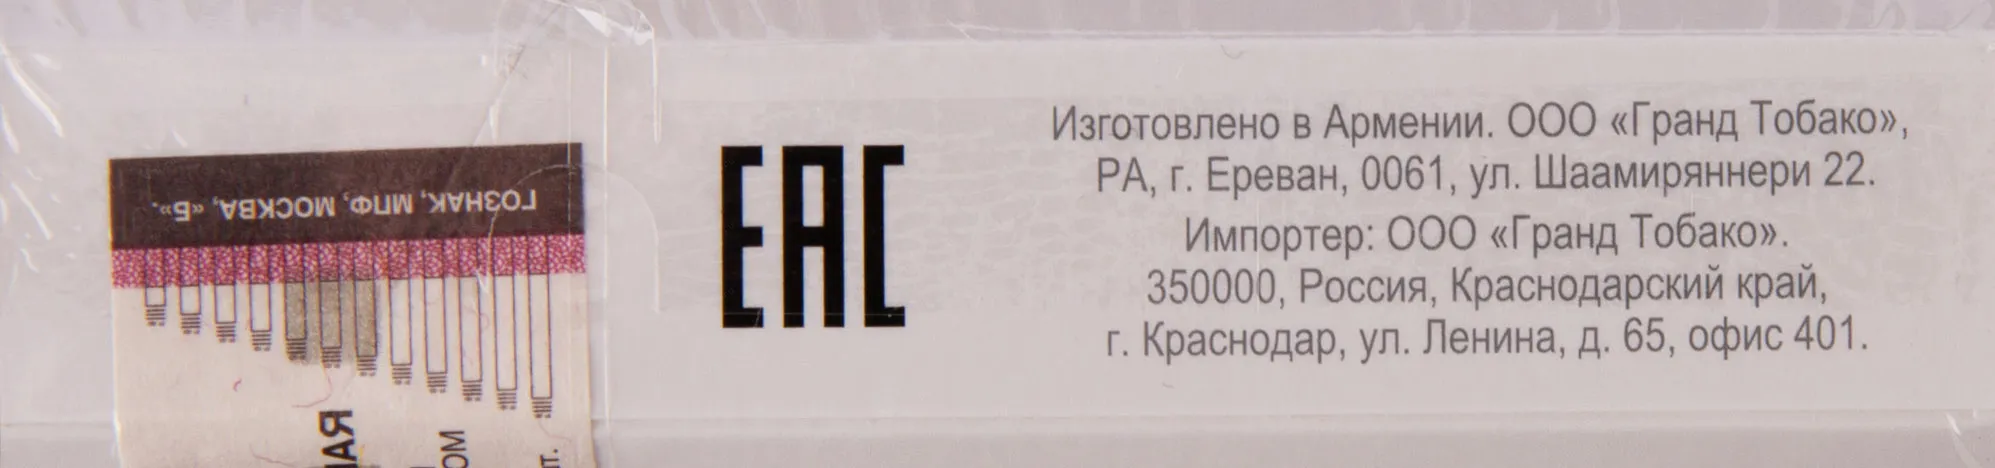 ГОЗНАК, МПФ, МОСКВА, «Б».
EAC
Изготовлено в Армении. ООО «Гранд Тобако»,
РА, г. Ереван, 0061, ул. Шаамиряннери 22.
Импортер: ООО «Гранд Тобако».
350000, Россия, Краснодарский край,
г. Краснодар, ул. Ленина, д. 65, офис 401.